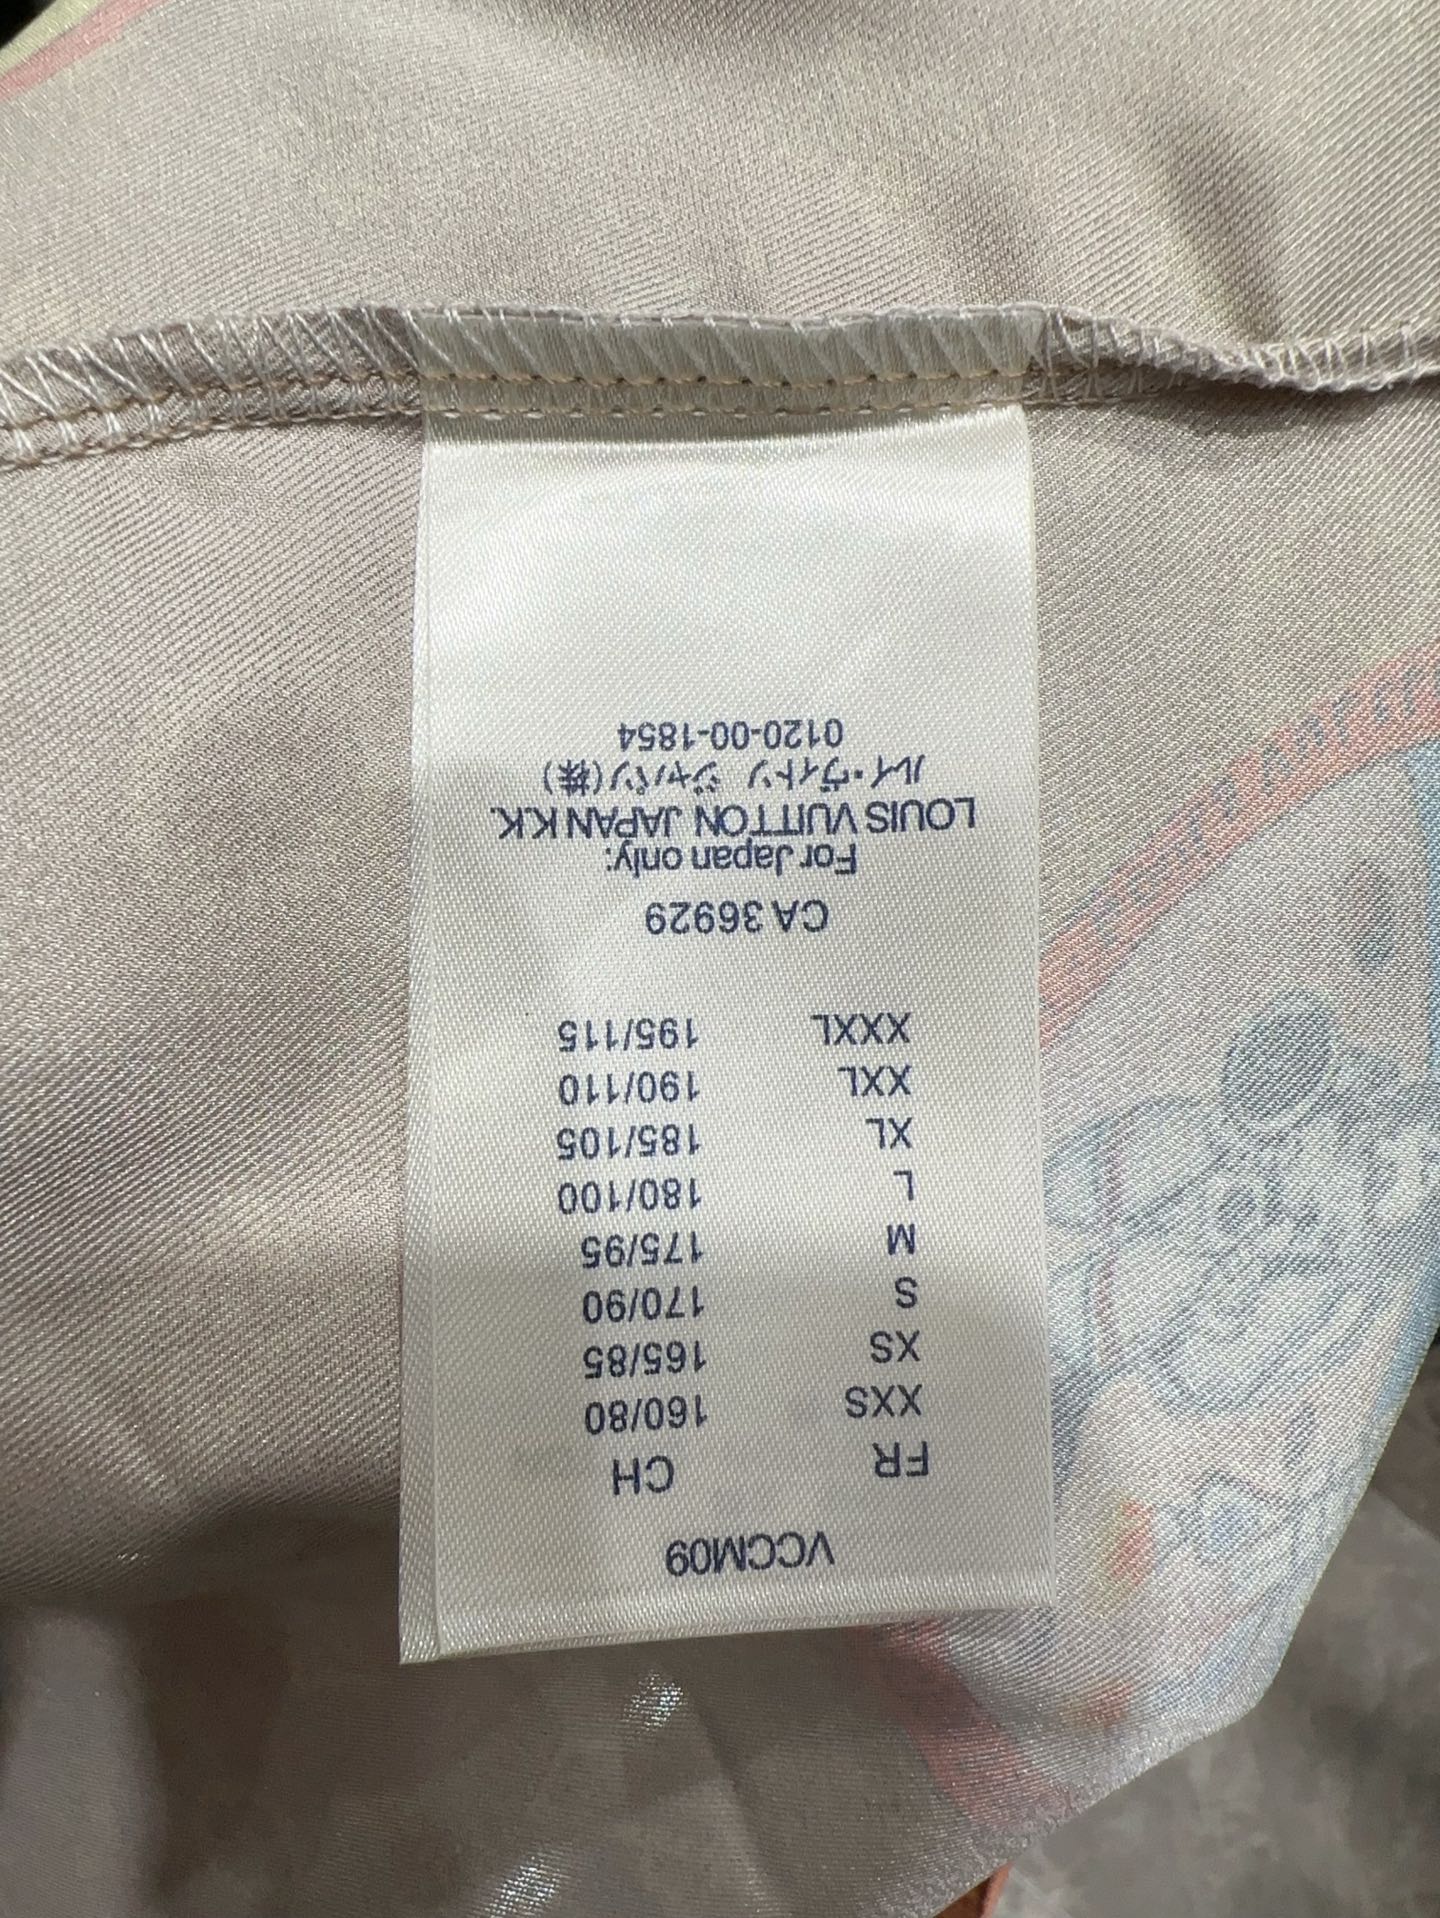 VCCM09
FR CH
XXS 160/80
XS 165/85
S 170/90
M 175/95
L 180/100
XL 185/105
XXL 190/110
XXXL 195/115
CA 36929
For Japan only:
LOUIS VUITTON JAPAN K.K.
ルイ・ヴィトン ジャパン(株)
0120-00-1854